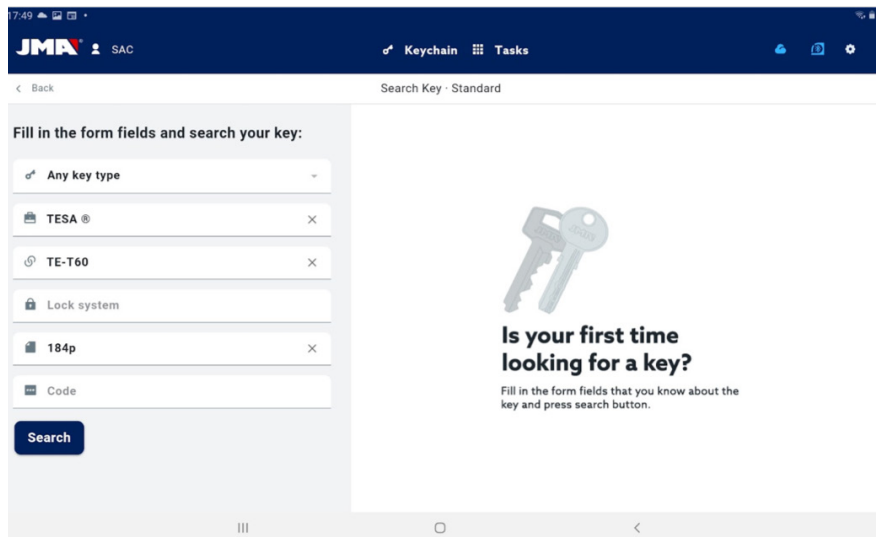 17:49
JMA SAC Keychain Tasks
Back Search Key · Standard
Fill in the form fields and search your key:
Any key type
TESA ®
TE-T60
Lock system
184p
Code
Search
Is your first time
looking for a key?
Fill in the form fields that you know about the
key and press search button.